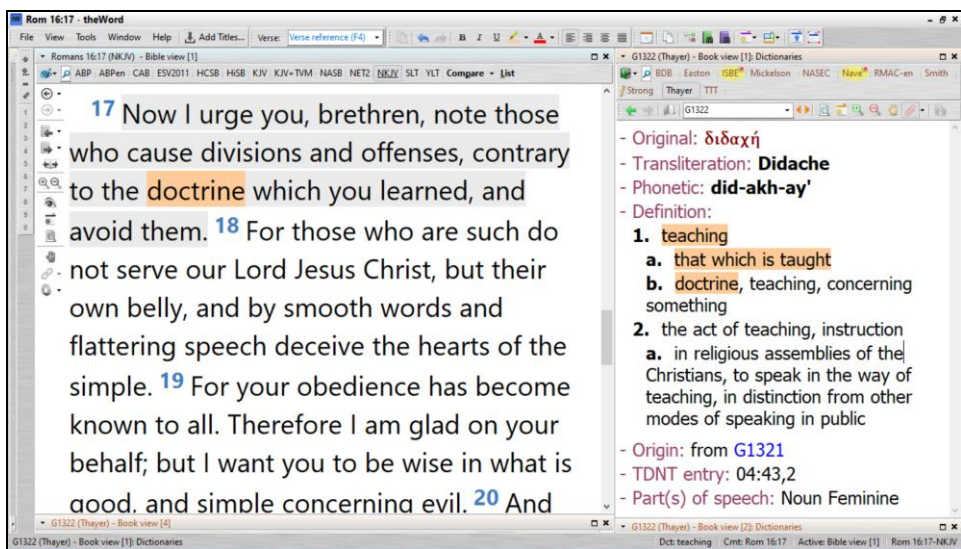 Rom 16:17 - theWord
File View Tools Window Help Add Titles... Verse: Verse reference (F4) B I U A
Romans 16:17 (NKJV) - Bible view [1]
ABP ABPen CAB ESV2011 HCSB HiSB KJV KJV+TVM NASB NET2 NKJV SLT YLT Compare List
17 Now I urge you, brethren, note those
who cause divisions and offenses, contrary
to the doctrine which you learned, and
avoid them. 18 For those who are such do
not serve our Lord Jesus Christ, but their
own belly, and by smooth words and
flattering speech deceive the hearts of the
simple. 19 For your obedience has become
known to all. Therefore I am glad on your
behalf; but I want you to be wise in what is
good, and simple concerning evil. 20 And
G1322 (Thayer) - Book view [4]
G1322 (Thayer) - Book view [1]: Dictionaries
BDB Easton ISBE Mickelson NASEC Nave RMAC-en Smith
Strong Thayer TTT
G1322
- Original: διδαχή
- Transliteration: Didache
- Phonetic: did-akh-ay'
- Definition:
1. teaching
a. that which is taught
b. doctrine, teaching, concerning
something
2. the act of teaching, instruction
a. in religious assemblies of the
Christians, to speak in the way of
teaching, in distinction from other
modes of speaking in public
- Origin: from G1321
- TDNT entry: 04:43,2
- Part(s) of speech: Noun Feminine
G1322 (Thayer) - Book view [2]: Dictionaries
G1322 (Thayer) - Book view [1]: Dictionaries
Dct: teaching Cmt: Rom 16:17 Active: Bible view [1] Rom 16:17-NKJV